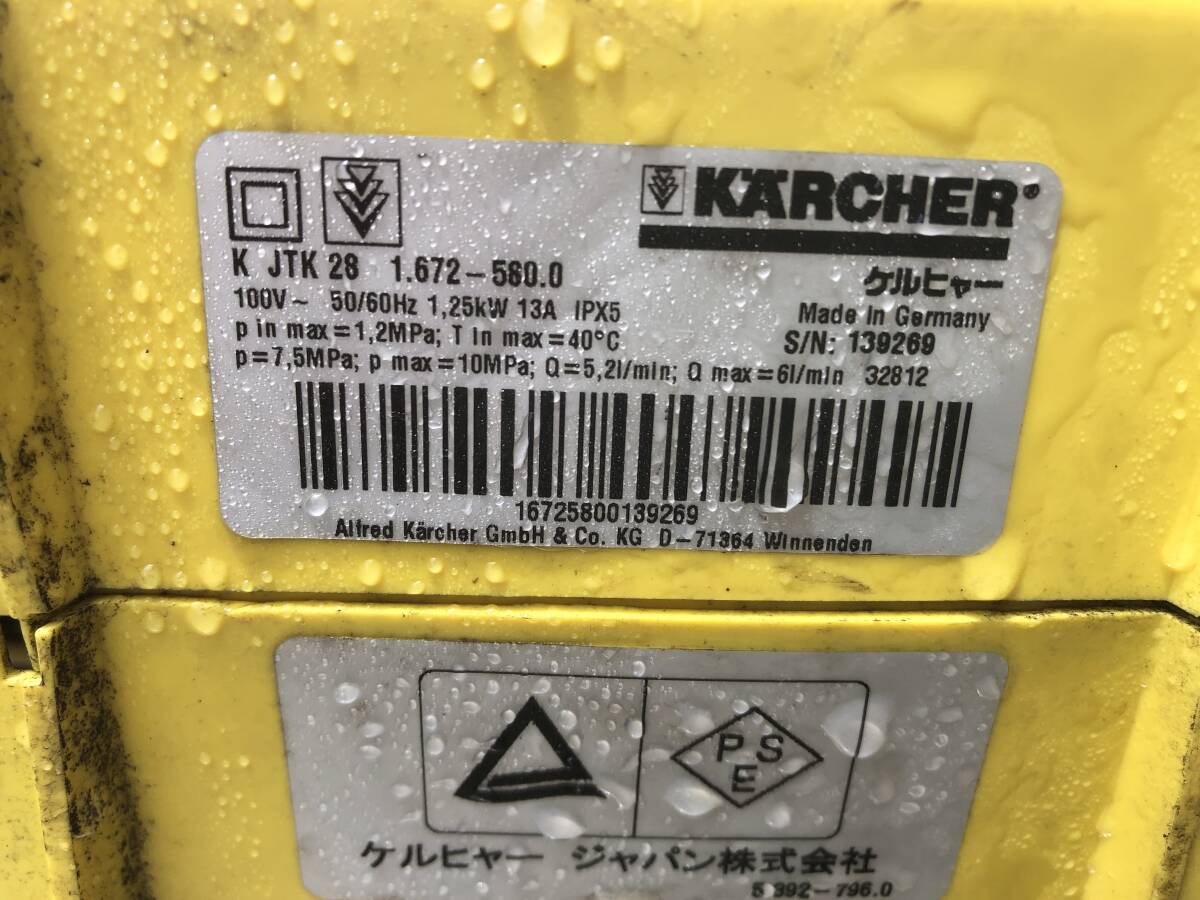 KÄRCHER
K JTK 28 1.672-580.0
ケルヒャー
100V~ 50/60Hz 1,25kW 13A IPX5
Made in Germany
p in max=1,2MPa; T in max=40°C
S/N: 139269
p=7,5MPa; p max=10MPa; Q=5,2l/min; Q max=6l/min 32812
16725800139269
Alfred Kärcher GmbH & Co. KG D-71364 Winnenden
PSE
ケルヒャー ジャパン株式会社
5.392-796.0